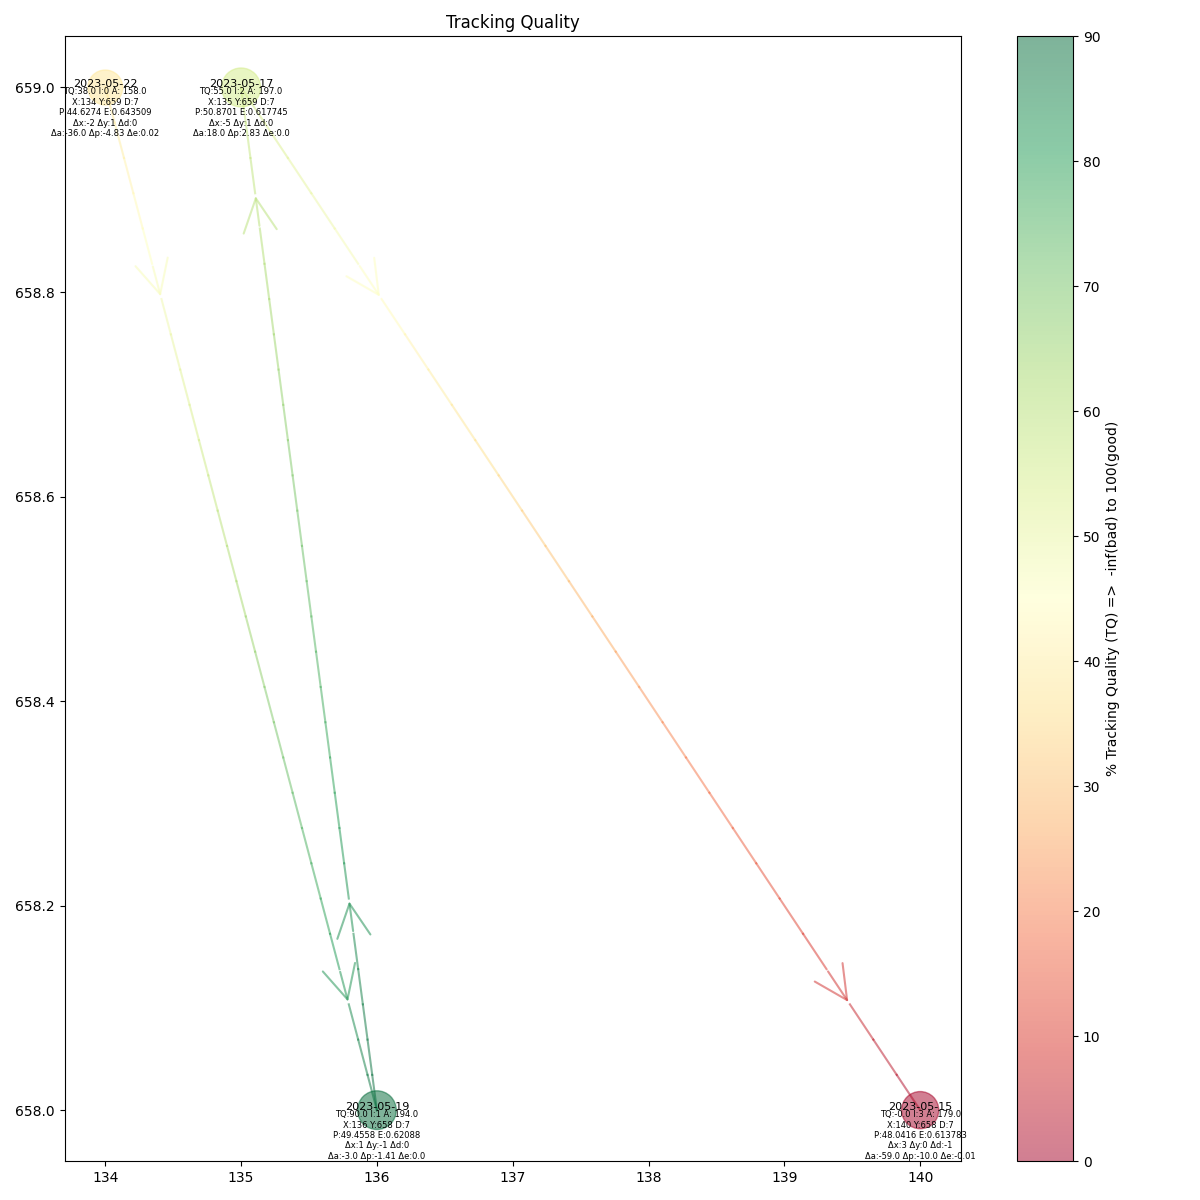 Tracking Quality
2023-05-22
TQ:38.0 I:0 A: 158.0
X:134 Y:659 D:7
P:44.6274 E:0.643509
Δx:-2 Δy:1 Δd:0
Δa:-36.0 Δp:-4.83 Δe:0.02
2023-05-17
TQ:55.0 I:2 A: 197.0
X:135 Y:659 D:7
P:50.8701 E:0.617745
Δx:-5 Δy:1 Δd:0
Δa:18.0 Δp:2.83 Δe:0.0
2023-05-19
TQ:90.0 I:1 A: 194.0
X:136 Y:658 D:7
P:49.4558 E:0.62088
Δx:1 Δy:-1 Δd:0
Δa:-3.0 Δp:-1.41 Δe:0.0
2023-05-15
TQ:-0.0 I:3 A: 179.0
X:140 Y:658 D:7
P:48.0416 E:0.613783
Δx:3 Δy:0 Δd:-1
Δa:-59.0 Δp:-10.0 Δe:-0.01
659.0
658.8
658.6
658.4
658.2
658.0
134 135 136 137 138 139 140
90
80
70
60
50
40
30
20
10
0
% Tracking Quality (TQ) =>  -inf(bad) to 100(good)